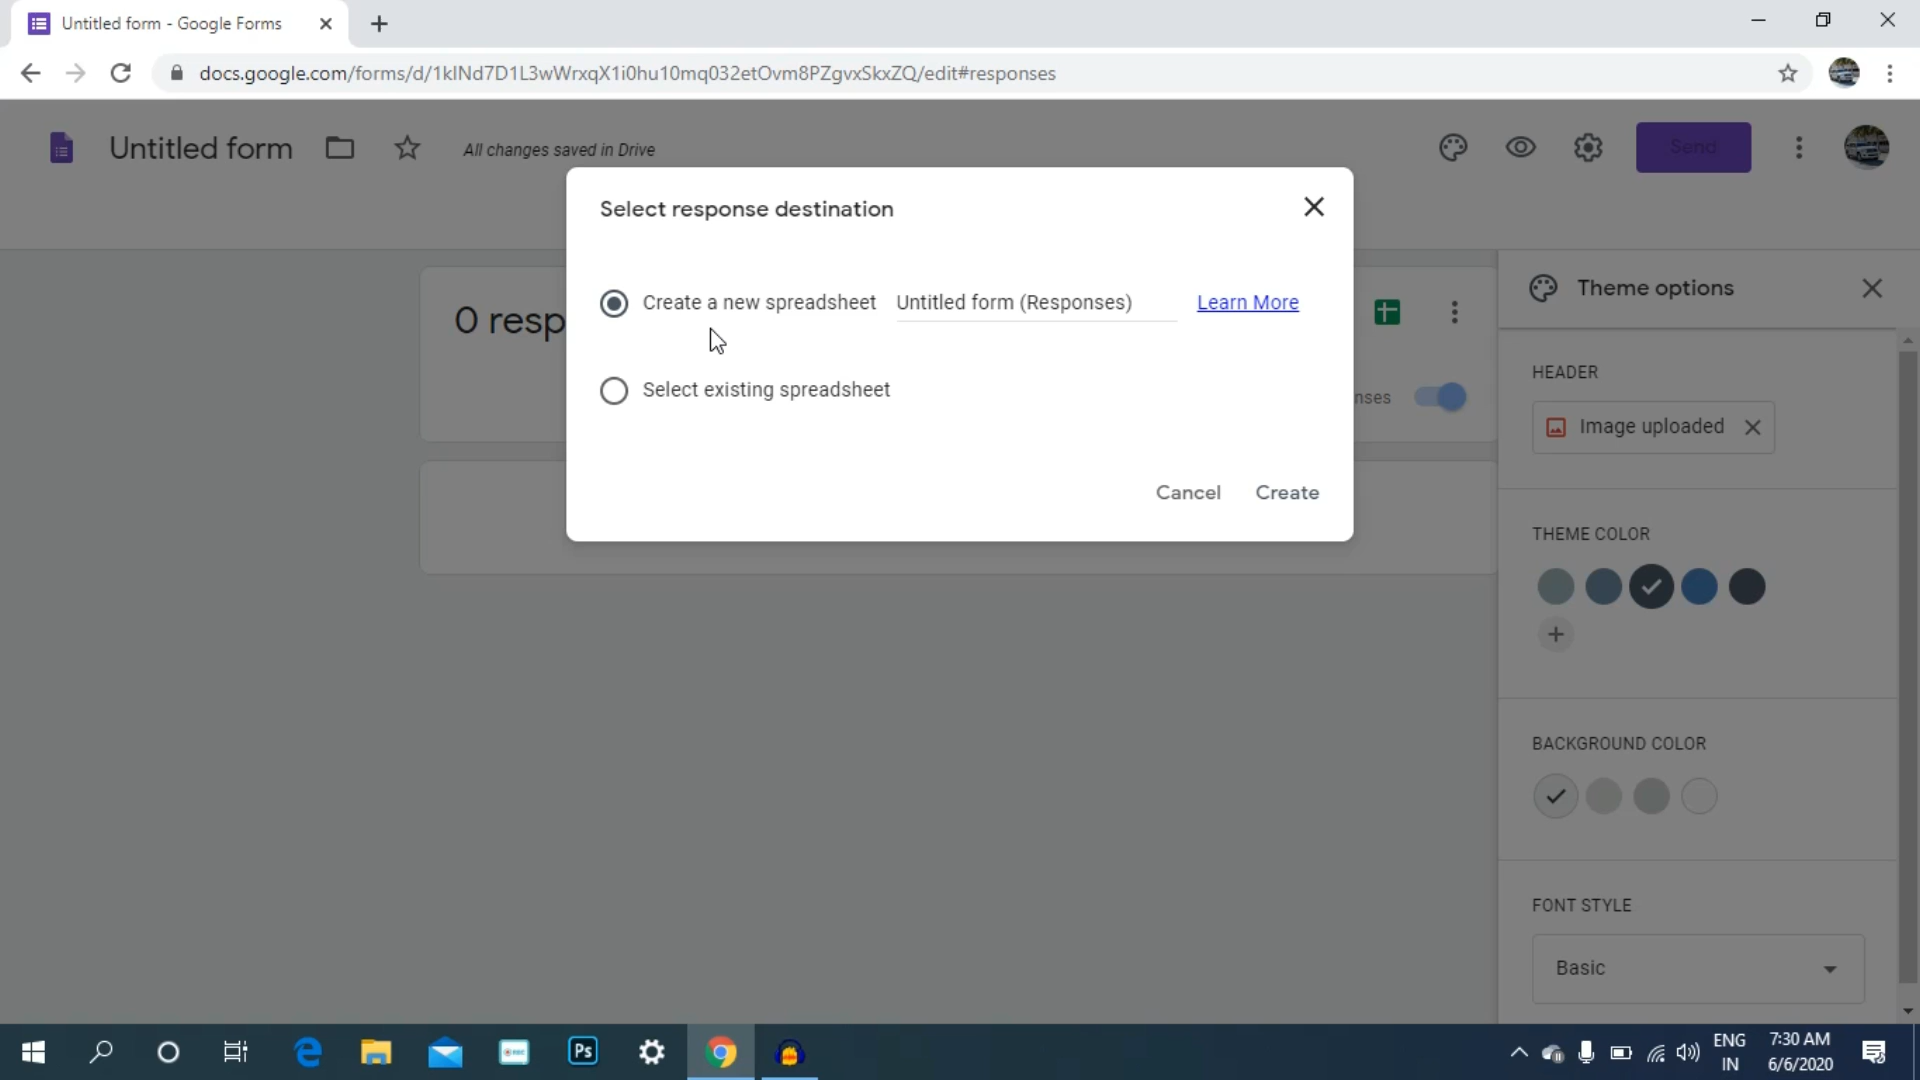 Untitled form - Google Forms
docs.google.com/forms/d/1kINd7D1L3wWrxqX1i0hu10mq032etOvm8PZgvxSkxZQ/edit#responses
Untitled form
All changes saved in Drive
Send
Select response destination
Create a new spreadsheet Untitled form (Responses) Learn More
Select existing spreadsheet
Cancel Create
0 resp
nses
Theme options
HEADER
Image uploaded
THEME COLOR
BACKGROUND COLOR
FONT STYLE
Basic
Ps
ENG
IN
7:30 AM
6/6/2020